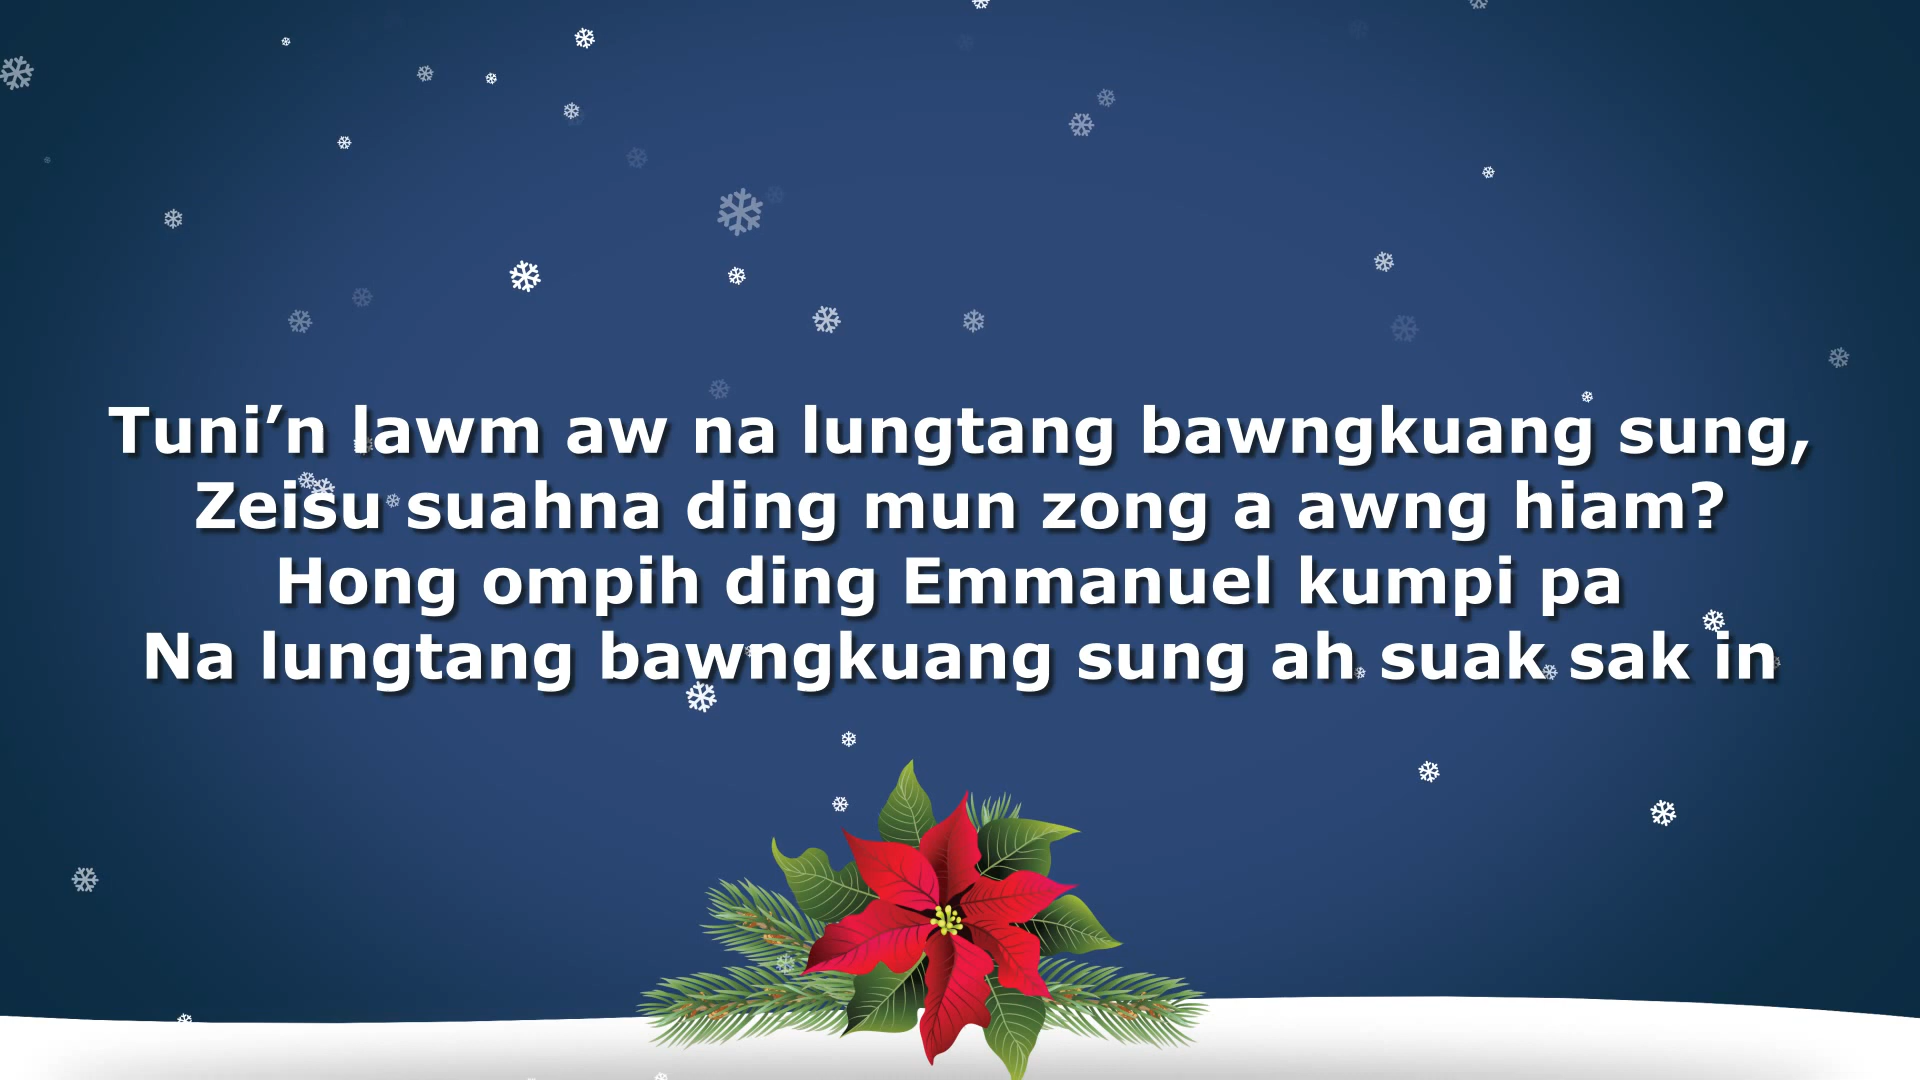 Tuni’n lawm aw na lungtang bawngkuang sung,
Zeisu suahna ding mun zong a awng hiam?
Hong ompih ding Emmanuel kumpi pa
Na lungtang bawngkuang sung ah suak sak in